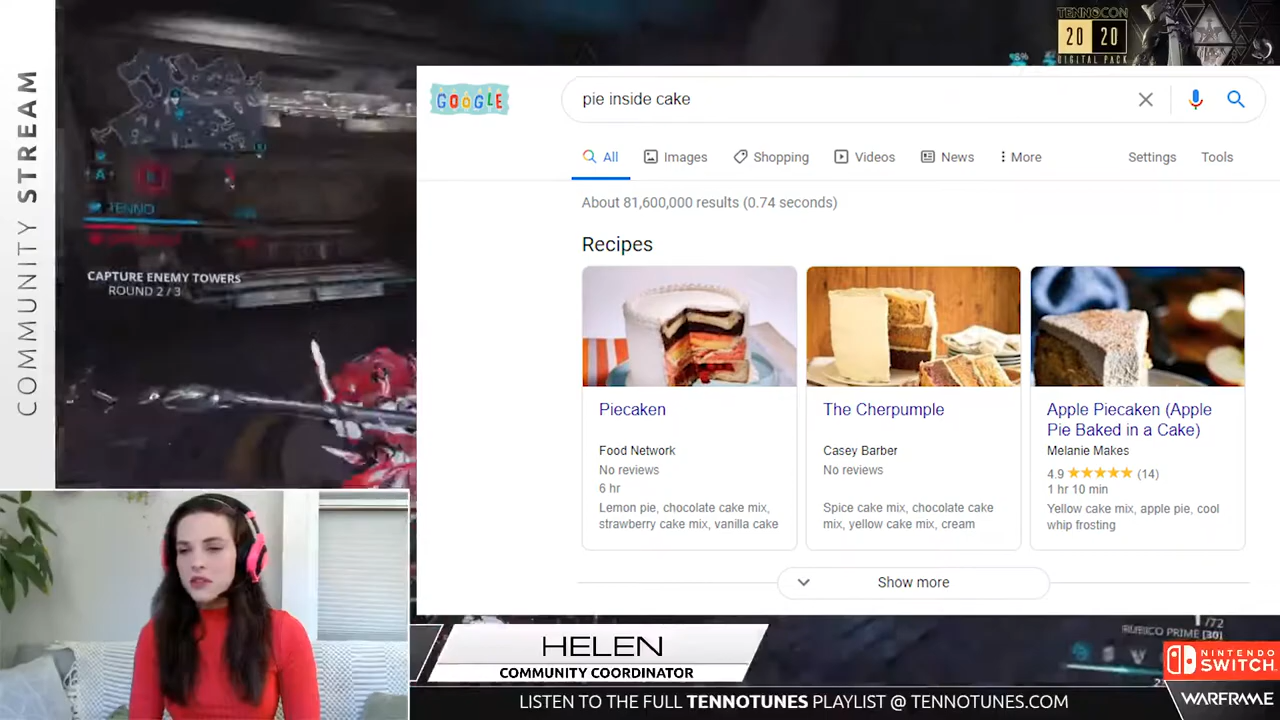 COMMUNITY STREAM
TENNO
CAPTURE ENEMY TOWERS
ROUND 2 / 3
TENNOCON
20 20
DIGITAL PACK
GOOGLE
pie inside cake
All
Images
Shopping
Videos
News
More
Settings
Tools
About 81,600,000 results (0.74 seconds)
Recipes
Piecaken
Food Network
No reviews
6 hr
Lemon pie, chocolate cake mix,
strawberry cake mix, vanilla cake
The Cherpumple
Casey Barber
No reviews
Spice cake mix, chocolate cake
mix, yellow cake mix, cream
Apple Piecaken (Apple
Pie Baked in a Cake)
Melanie Makes
4.9 ★★★★★ (14)
1 hr 10 min
Yellow cake mix, apple pie, cool
whip frosting
Show more
/72
RUBICO PRIME [30]
HELEN
COMMUNITY COORDINATOR
LISTEN TO THE FULL TENNOTUNES PLAYLIST @ TENNOTUNES.COM
NINTENDO
SWITCH
WARFRAME